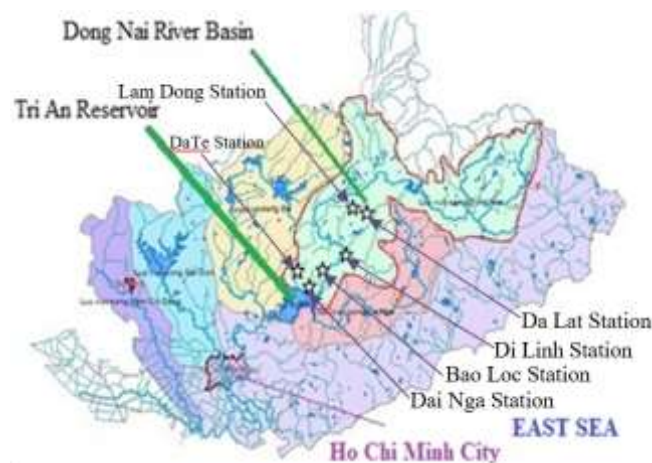 Dong Nai River Basin
Lam Dong Station
Tri An Reservoir
DaTe Station
Da Lat Station
Di Linh Station
Bao Loc Station
Dai Nga Station
EAST SEA
Ho Chi Minh City